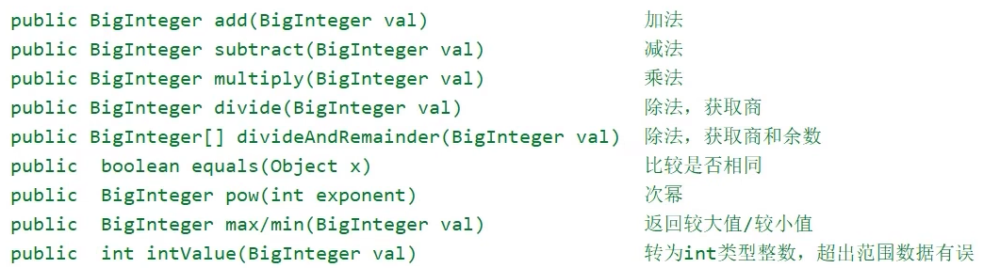 public BigInteger add(BigInteger val) 加法
public BigInteger subtract(BigInteger val) 减法
public BigInteger multiply(BigInteger val) 乘法
public BigInteger divide(BigInteger val) 除法，获取商
public BigInteger[] divideAndRemainder(BigInteger val) 除法，获取商和余数
public  boolean equals(Object x) 比较是否相同
public  BigInteger pow(int exponent) 次幂
public  BigInteger max/min(BigInteger val) 返回较大值/较小值
public  int intValue(BigInteger val) 转为int类型整数，超出范围数据有误